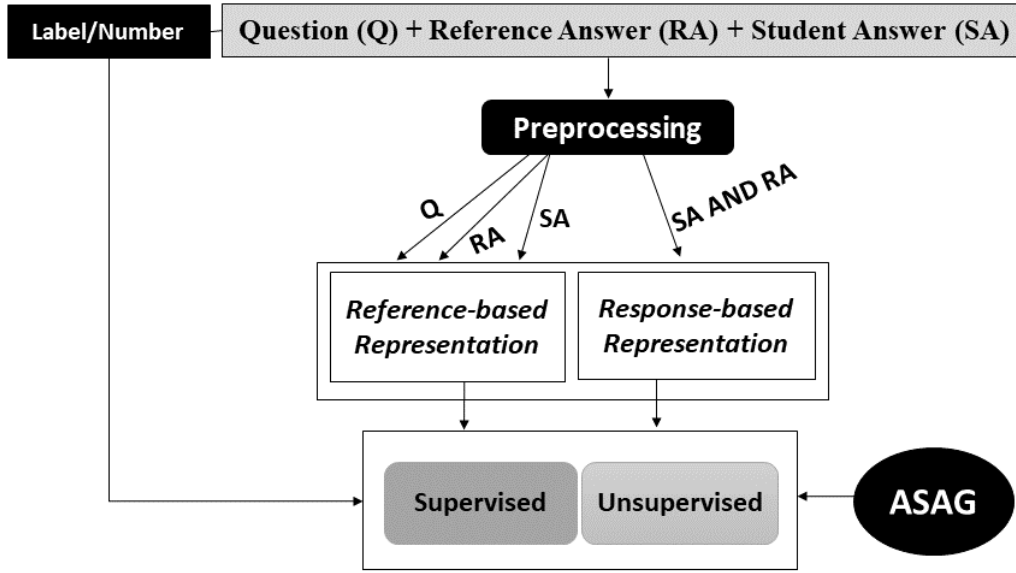 Label/Number
Question (Q) + Reference Answer (RA) + Student Answer (SA)
Preprocessing
Q
RA
SA
SA AND RA
Reference-based
Representation
Response-based
Representation
Supervised
Unsupervised
ASAG